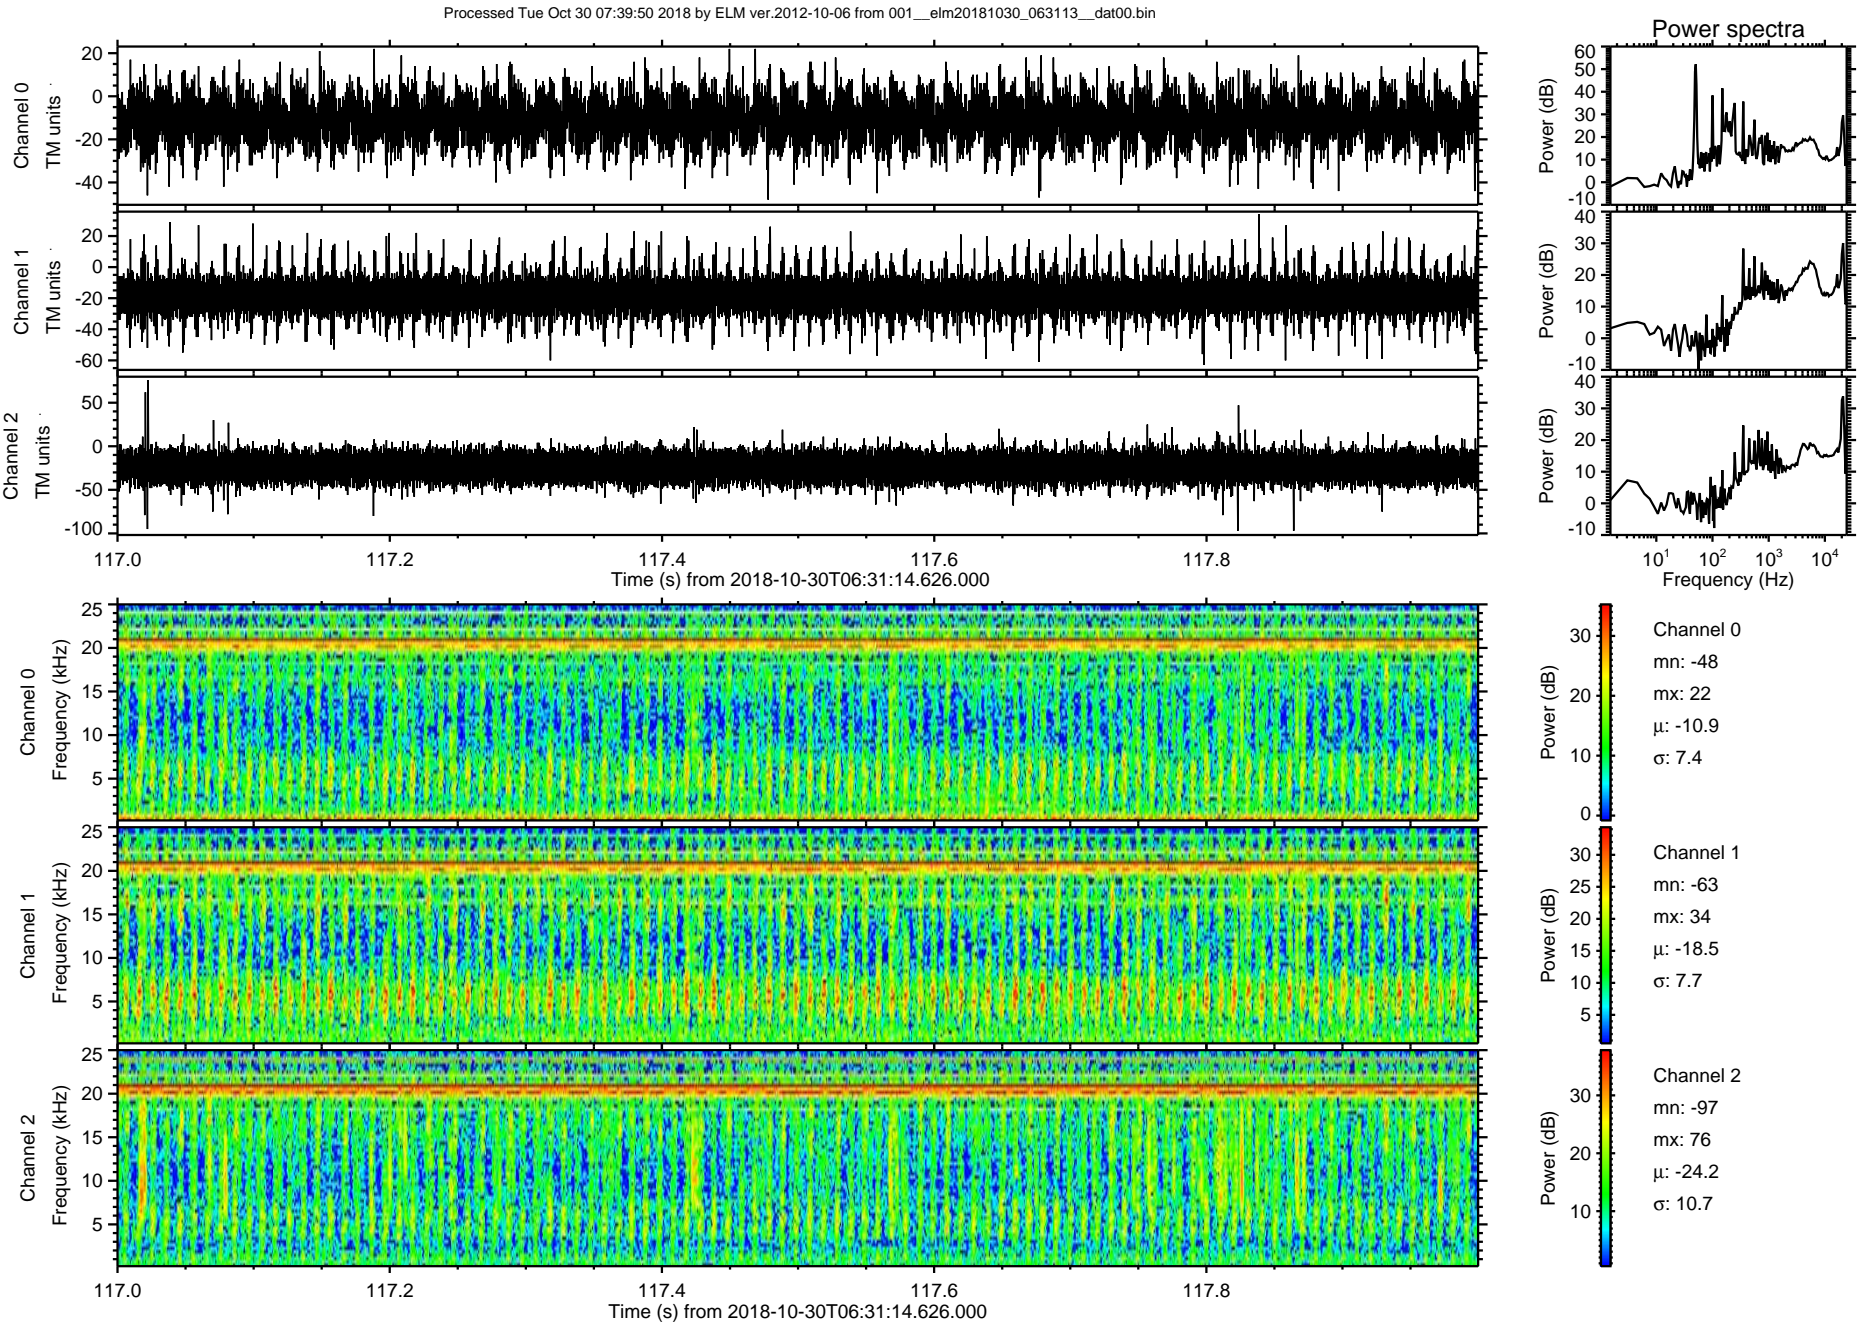 Processed Tue Oct 30 07:39:50 2018 by ELM ver.2012-10-06 from 001__elm20181030_063113__dat00.bin
Power spectra
Channel 0
TM units
20
0
-20
-40
Power (dB)
60
50
40
30
20
10
0
-10
Channel 1
TM units
20
0
-20
-40
-60
Power (dB)
40
30
20
10
0
-10
Channel 2
TM units
50
0
-50
-100
Power (dB)
40
30
20
10
0
-10
117.0 117.2 117.4 117.6 117.8
Time (s) from 2018-10-30T06:31:14.626.000
10^1 10^2 10^3 10^4
Frequency (Hz)
Channel 0
Frequency (kHz)
25
20
15
10
5
Power (dB)
30
20
10
0
Channel 0
mn: -48
mx: 22
μ: -10.9
σ: 7.4
Channel 1
Frequency (kHz)
25
20
15
10
5
Power (dB)
30
25
20
15
10
5
Channel 1
mn: -63
mx: 34
μ: -18.5
σ: 7.7
Channel 2
Frequency (kHz)
25
20
15
10
5
Power (dB)
30
20
10
Channel 2
mn: -97
mx: 76
μ: -24.2
σ: 10.7
117.0 117.2 117.4 117.6 117.8
Time (s) from 2018-10-30T06:31:14.626.000